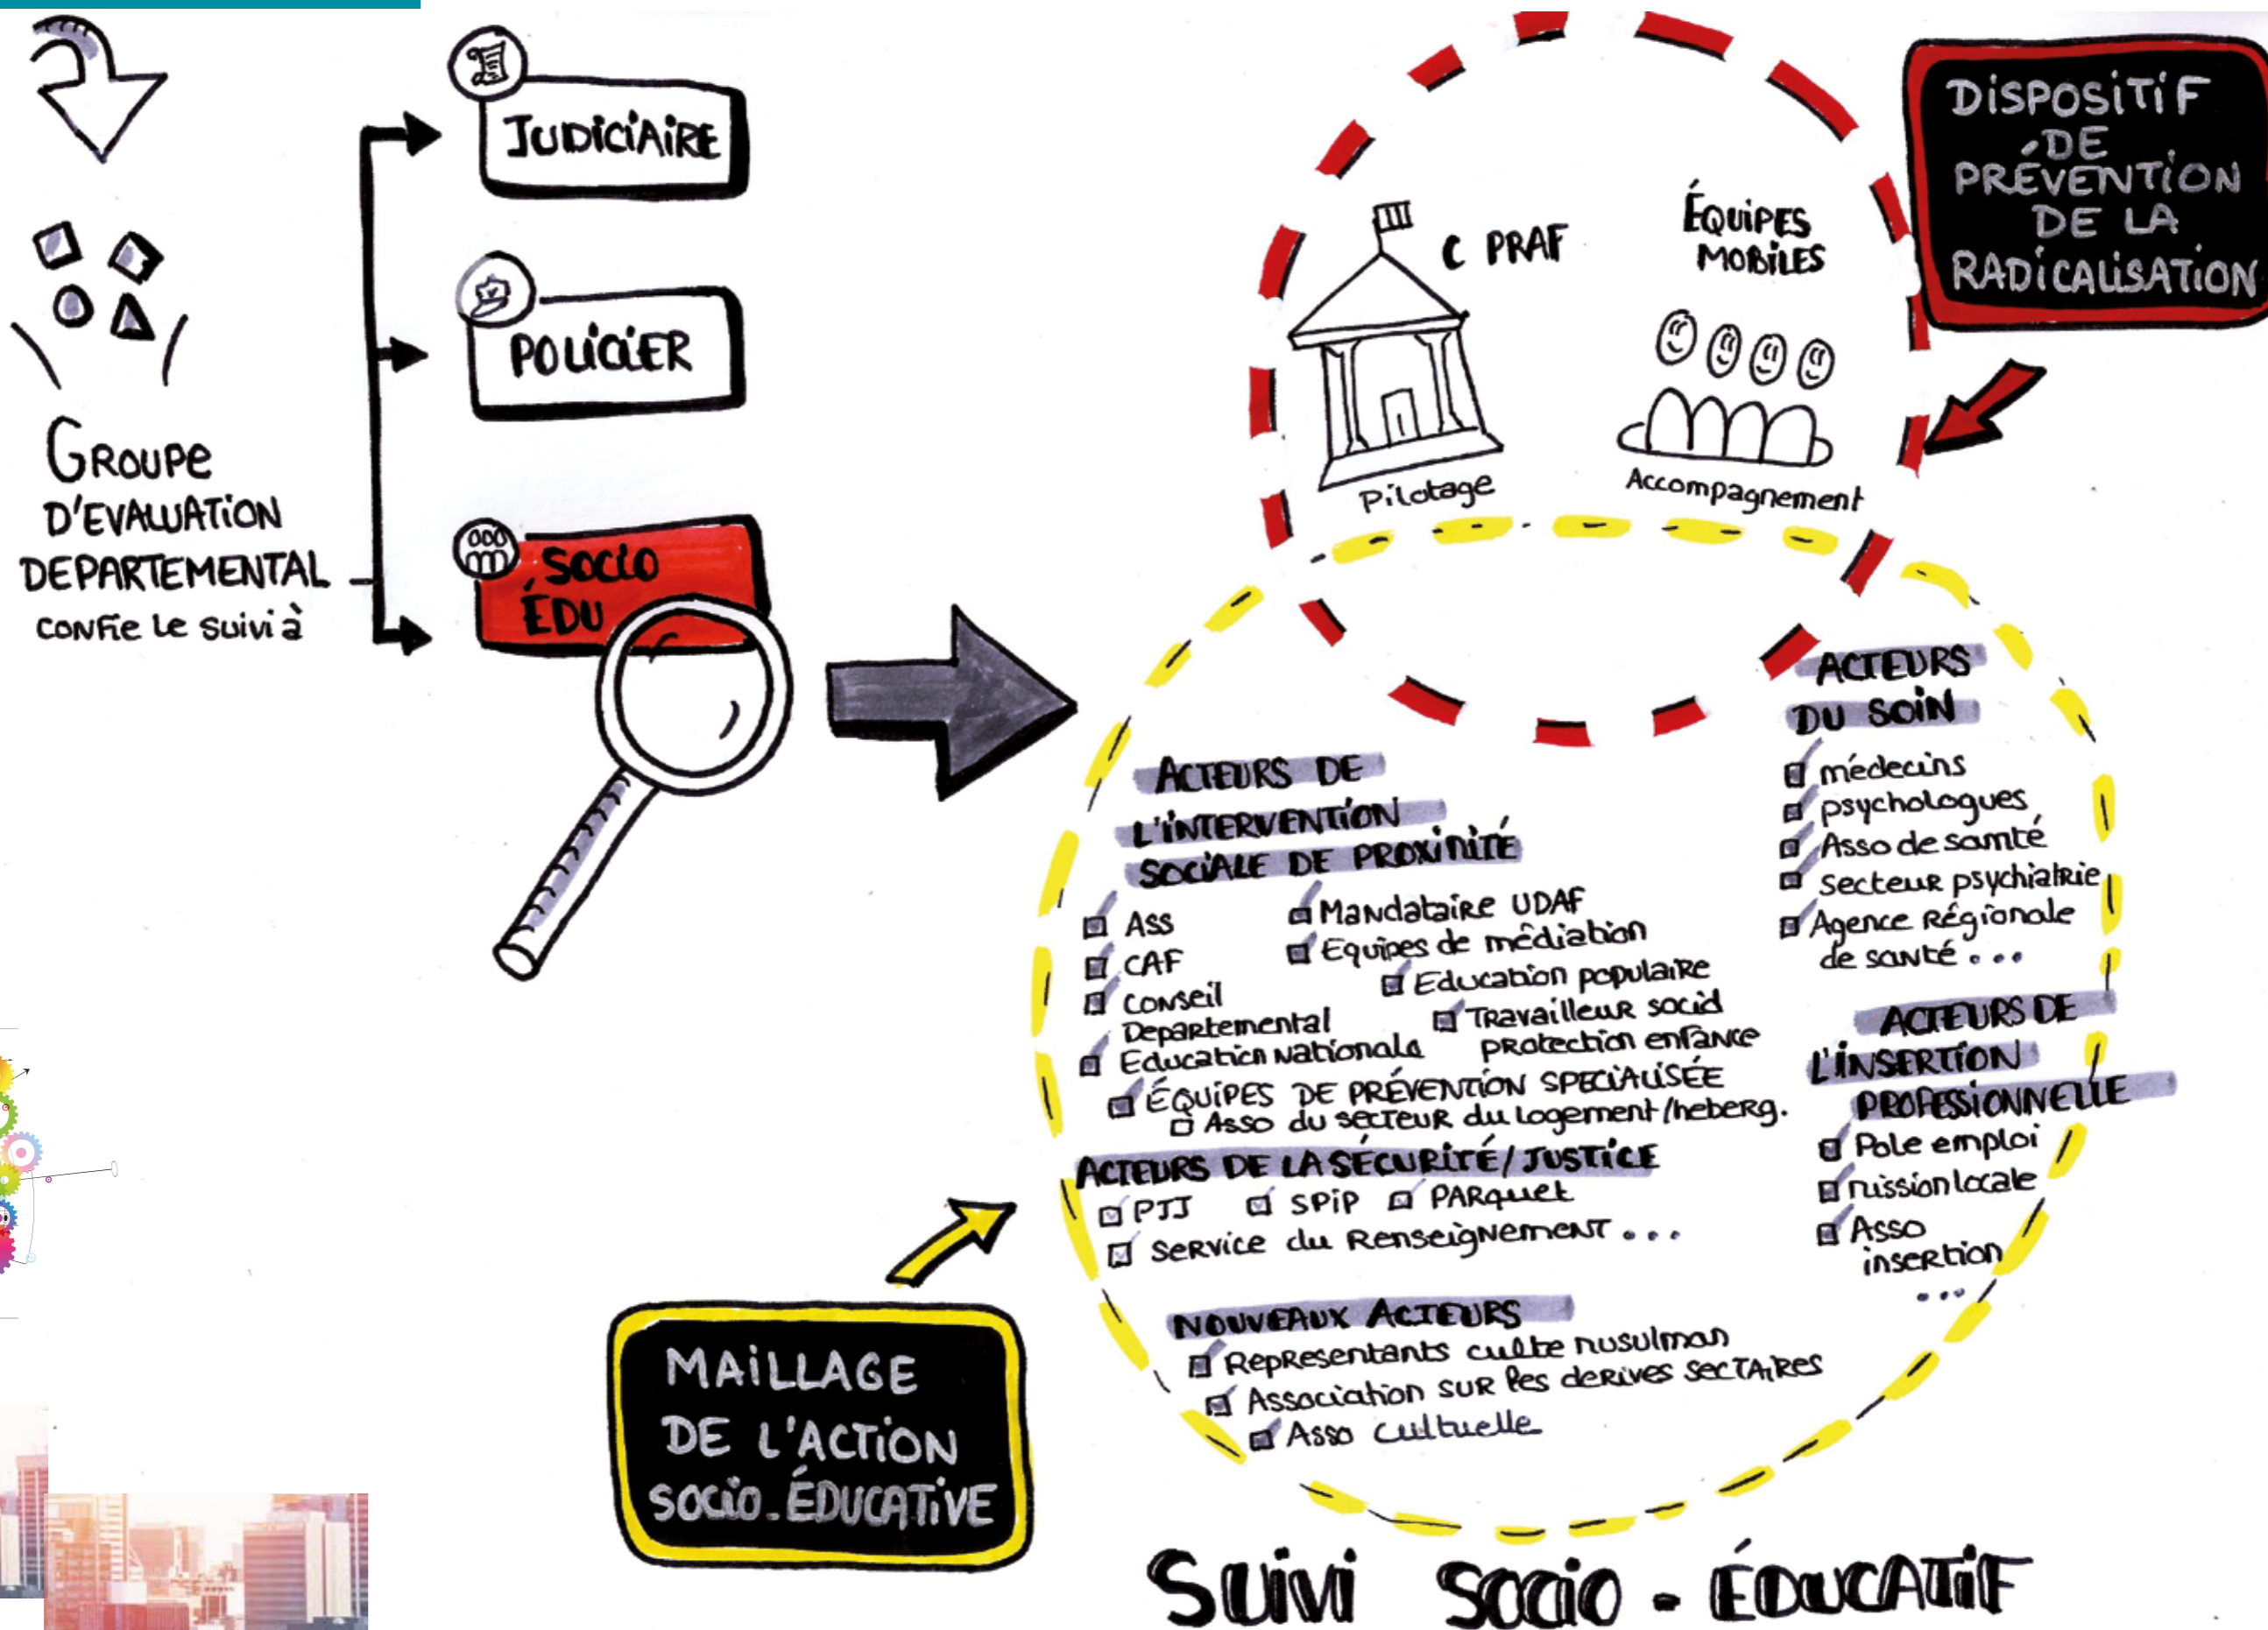 GROUPE
D'EVALUATION
DEPARTEMENTAL
CONFIE LE SUIVI À
JUDICIAIRE
POLICIER
SOCIO
ÉDU
C PRAF
Pilotage
ÉQUIPES
MOBILES
Accompagnement
DISPOSITIF
DE
PRÉVENTION
DE LA
RADICALISATION
ACTEURS DE
L'INTERVENTION
SOCIALE DE PROXIMITÉ
ASS
CAF
CONSEIL
Departemental
Education Nationale
Mandataire UDAF
Equipes de médiation
Education populaire
TRavailleur social
protection enfance
ÉQUIPES DE PRÉVENTION SPECIALISÉE
ASSO du SECTEUR du Logement/heberg.
ACTEURS DE LA SÉCURITÉ/JUSTICE
PJJ SPIP PARquet
Service du Renseignement...
NOUVEAUX ACTEURS
Representants culte musulman
Association sur les derives sectaires
Asso cultuelle
ACTEURS
DU SOIN
médecins
psychologues
Asso de santé
secteur psychiatrie
Agence Régionale
de santé...
ACTEURS DE
L'INSERTION
PROFESSIONNELLE
Pole emploi
mission locale
Asso
insertion
...
MAILLAGE
DE L'ACTION
SOCIO-ÉDUCATIVE
SUIVI SOCIO-ÉDUCATIF